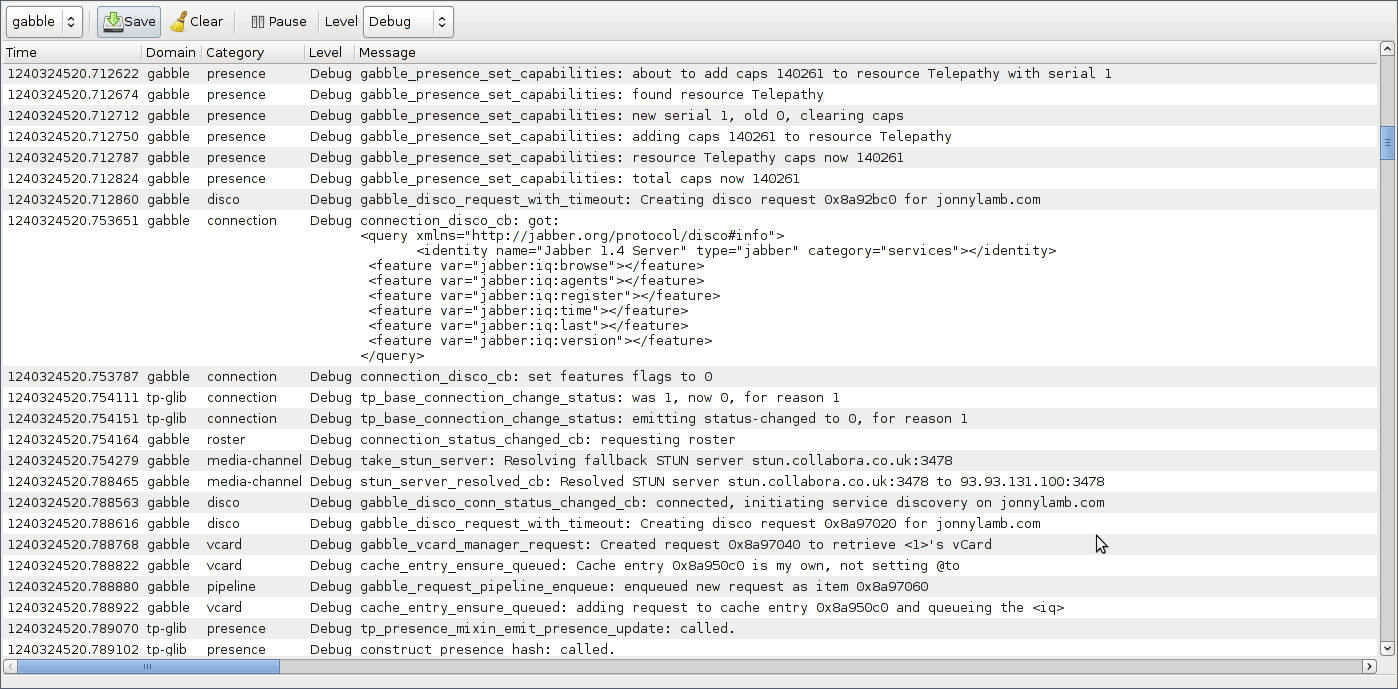 gabble Save Clear Pause Level Debug
Time Domain Category Level Message
1240324520.712622 gabble presence Debug gabble_presence_set_capabilities: about to add caps 140261 to resource Telepathy with serial 1
1240324520.712674 gabble presence Debug gabble_presence_set_capabilities: found resource Telepathy
1240324520.712712 gabble presence Debug gabble_presence_set_capabilities: new serial 1, old 0, clearing caps
1240324520.712750 gabble presence Debug gabble_presence_set_capabilities: adding caps 140261 to resource Telepathy
1240324520.712787 gabble presence Debug gabble_presence_set_capabilities: resource Telepathy caps now 140261
1240324520.712824 gabble presence Debug gabble_presence_set_capabilities: total caps now 140261
1240324520.712860 gabble disco Debug gabble_disco_request_with_timeout: Creating disco request 0x8a92bc0 for jonnylamb.com
1240324520.753651 gabble connection Debug connection_disco_cb: got:
<query xmlns="http://jabber.org/protocol/disco#info">
<identity name="Jabber 1.4 Server" type="jabber" category="services"></identity>
<feature var="jabber:iq:browse"></feature>
<feature var="jabber:iq:agents"></feature>
<feature var="jabber:iq:register"></feature>
<feature var="jabber:iq:time"></feature>
<feature var="jabber:iq:last"></feature>
<feature var="jabber:iq:version"></feature>
</query>
1240324520.753787 gabble connection Debug connection_disco_cb: set features flags to 0
1240324520.754111 tp-glib connection Debug tp_base_connection_change_status: was 1, now 0, for reason 1
1240324520.754151 tp-glib connection Debug tp_base_connection_change_status: emitting status-changed to 0, for reason 1
1240324520.754164 gabble roster Debug connection_status_changed_cb: requesting roster
1240324520.754279 gabble media-channel Debug take_stun_server: Resolving fallback STUN server stun.collabora.co.uk:3478
1240324520.788465 gabble media-channel Debug stun_server_resolved_cb: Resolved STUN server stun.collabora.co.uk:3478 to 93.93.131.100:3478
1240324520.788563 gabble disco Debug gabble_disco_conn_status_changed_cb: connected, initiating service discovery on jonnylamb.com
1240324520.788616 gabble disco Debug gabble_disco_request_with_timeout: Creating disco request 0x8a97020 for jonnylamb.com
1240324520.788768 gabble vcard Debug gabble_vcard_manager_request: Created request 0x8a97040 to retrieve <1>'s vCard
1240324520.788822 gabble vcard Debug cache_entry_ensure_queued: Cache entry 0x8a950c0 is my own, not setting @to
1240324520.788880 gabble pipeline Debug gabble_request_pipeline_enqueue: enqueued new request as item 0x8a97060
1240324520.788922 gabble vcard Debug cache_entry_ensure_queued: adding request to cache entry 0x8a950c0 and queueing the <iq>
1240324520.789070 tp-glib presence Debug tp_presence_mixin_emit_presence_update: called.
1240324520.789102 tp-glib presence Debug construct_presence_hash: called.